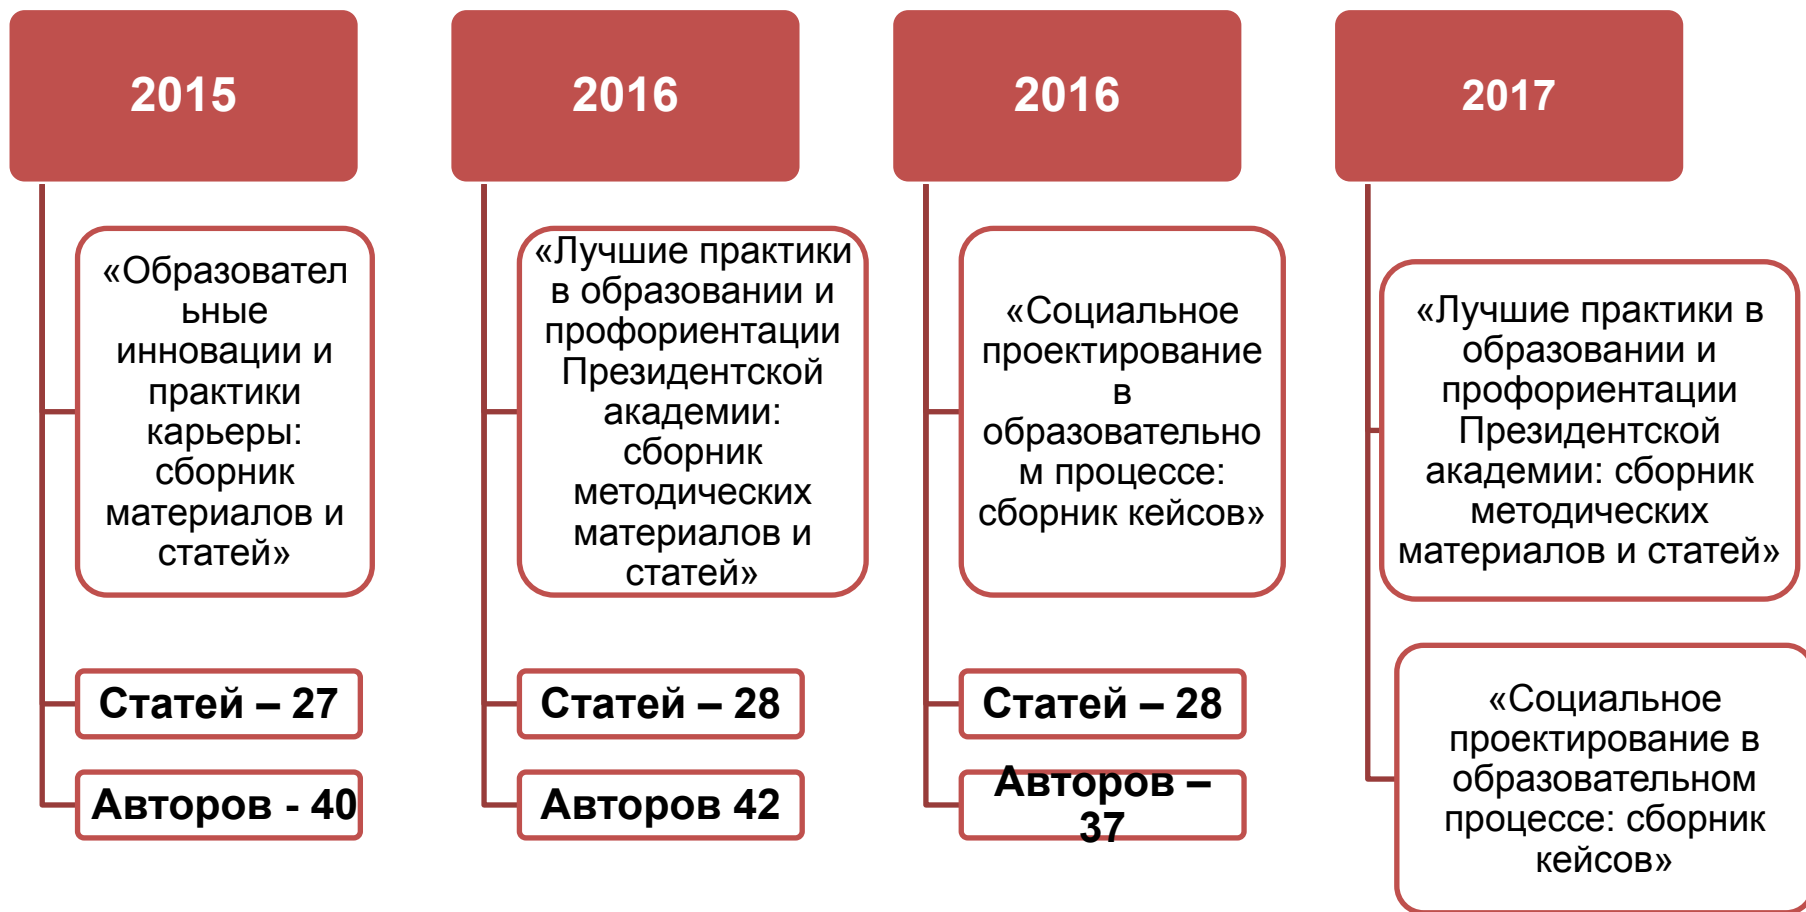 2015
«Образовател
ьные
инновации и
практики
карьеры:
сборник
материалов и
статей»
Статей – 27
Авторов - 40
2016
«Лучшие практики
в образовании и
профориентации
Президентской
академии:
сборник
методических
материалов и
статей»
Статей – 28
Авторов 42
2016
«Социальное
проектирование
в
образовательно
м процессе:
сборник кейсов»
Статей – 28
Авторов –
37
2017
«Лучшие практики в
образовании и
профориентации
Президентской
академии: сборник
методических
материалов и статей»
«Социальное
проектирование в
образовательном
процессе: сборник
кейсов»